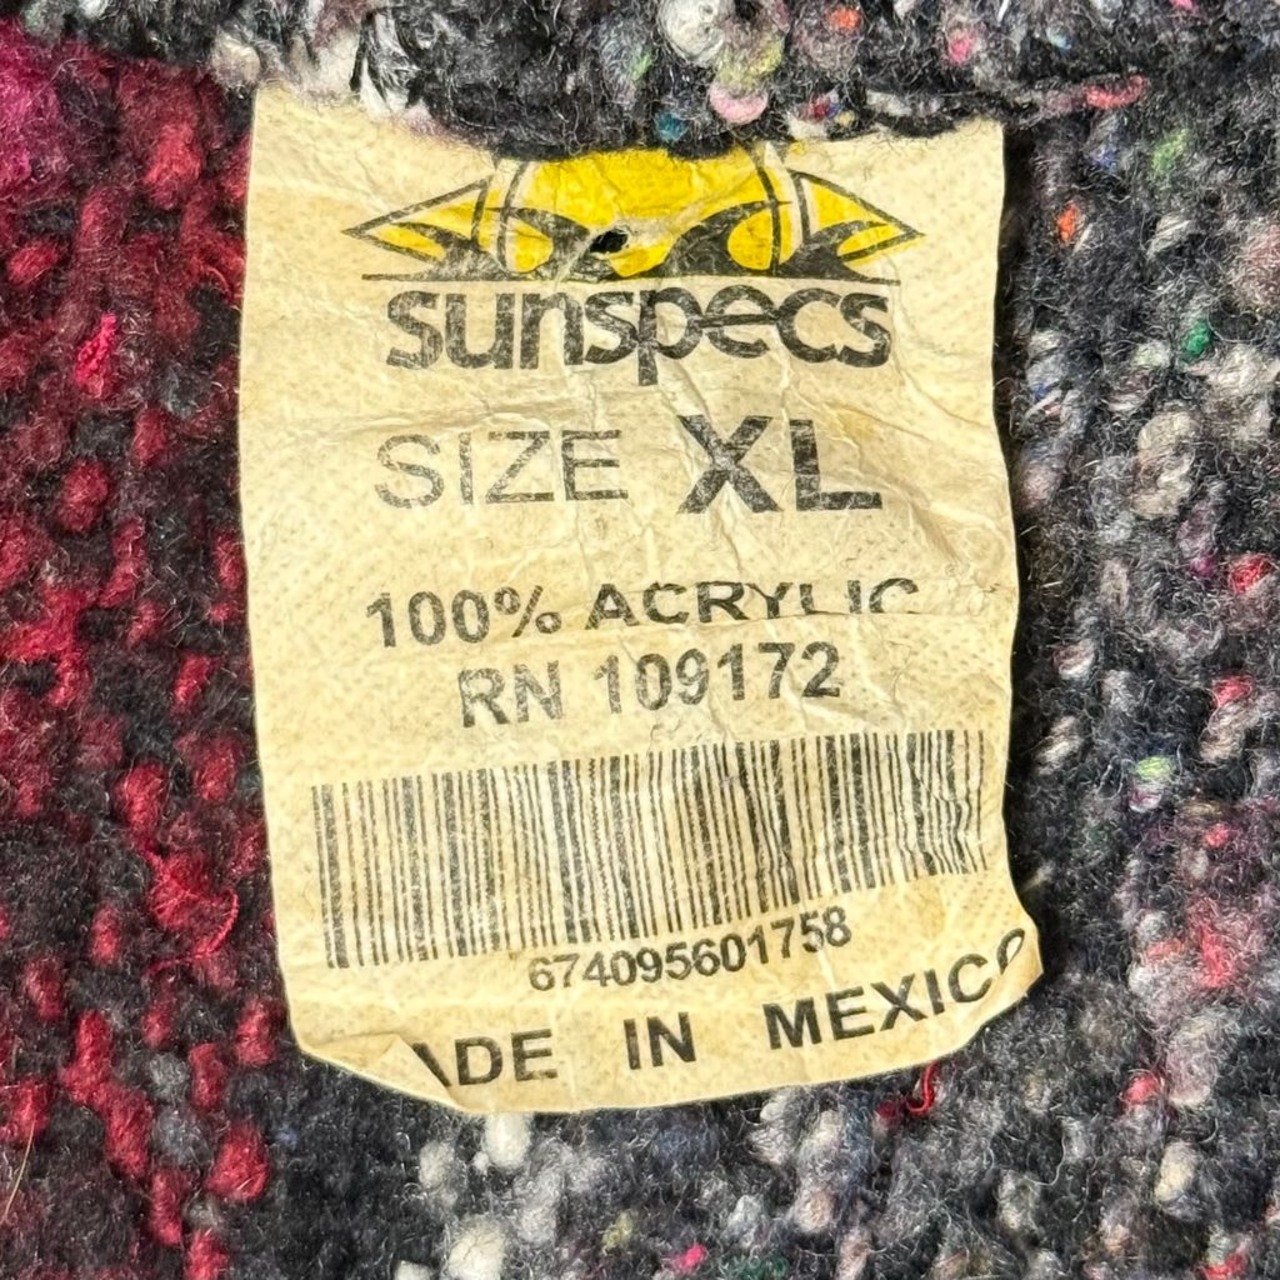 sunspecs
SIZE XL
100% ACRYLIC
RN 109172
674095601758
ADE IN MEXICO